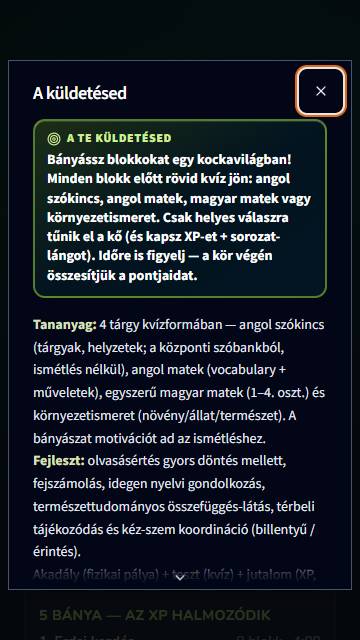 A küldetésed
A TE KÜLDETÉSED
Bányássz blokkokat egy kockavilágban!
Minden blokk előtt rövid kvíz jön: angol
szókincs, angol matek, magyar matek vagy
környezetismeret. Csak helyes válaszra
tűnik el a kő (és kapsz XP-et + sorozat-
lángot). Időre is figyelj — a kör végén
összesítjük a pontjaidat.
Tananyag: 4 tárgy kvízformában — angol szókincs
(tárgyak, helyzetek; a központi szóbankból,
ismétlés nélkül), angol matek (vocabulary +
műveletek), egyszerű magyar matek (1–4. oszt.) és
környezetismeret (növény/állat/természet). A
bányászat motivációt ad az ismétléshez.
Fejleszt: olvasásértés gyors döntés mellett,
fejszámolás, idegen nyelvi gondolkozás,
természettudományos összefüggés-látás, térbeli
tájékozódás és kéz-szem koordináció (billentyű /
érintés).
Akadály (fizikai pálya) + teszt (kvíz) + jutalom (XP,
5 BÁNYA — AZ XP HALMOZÓDIK